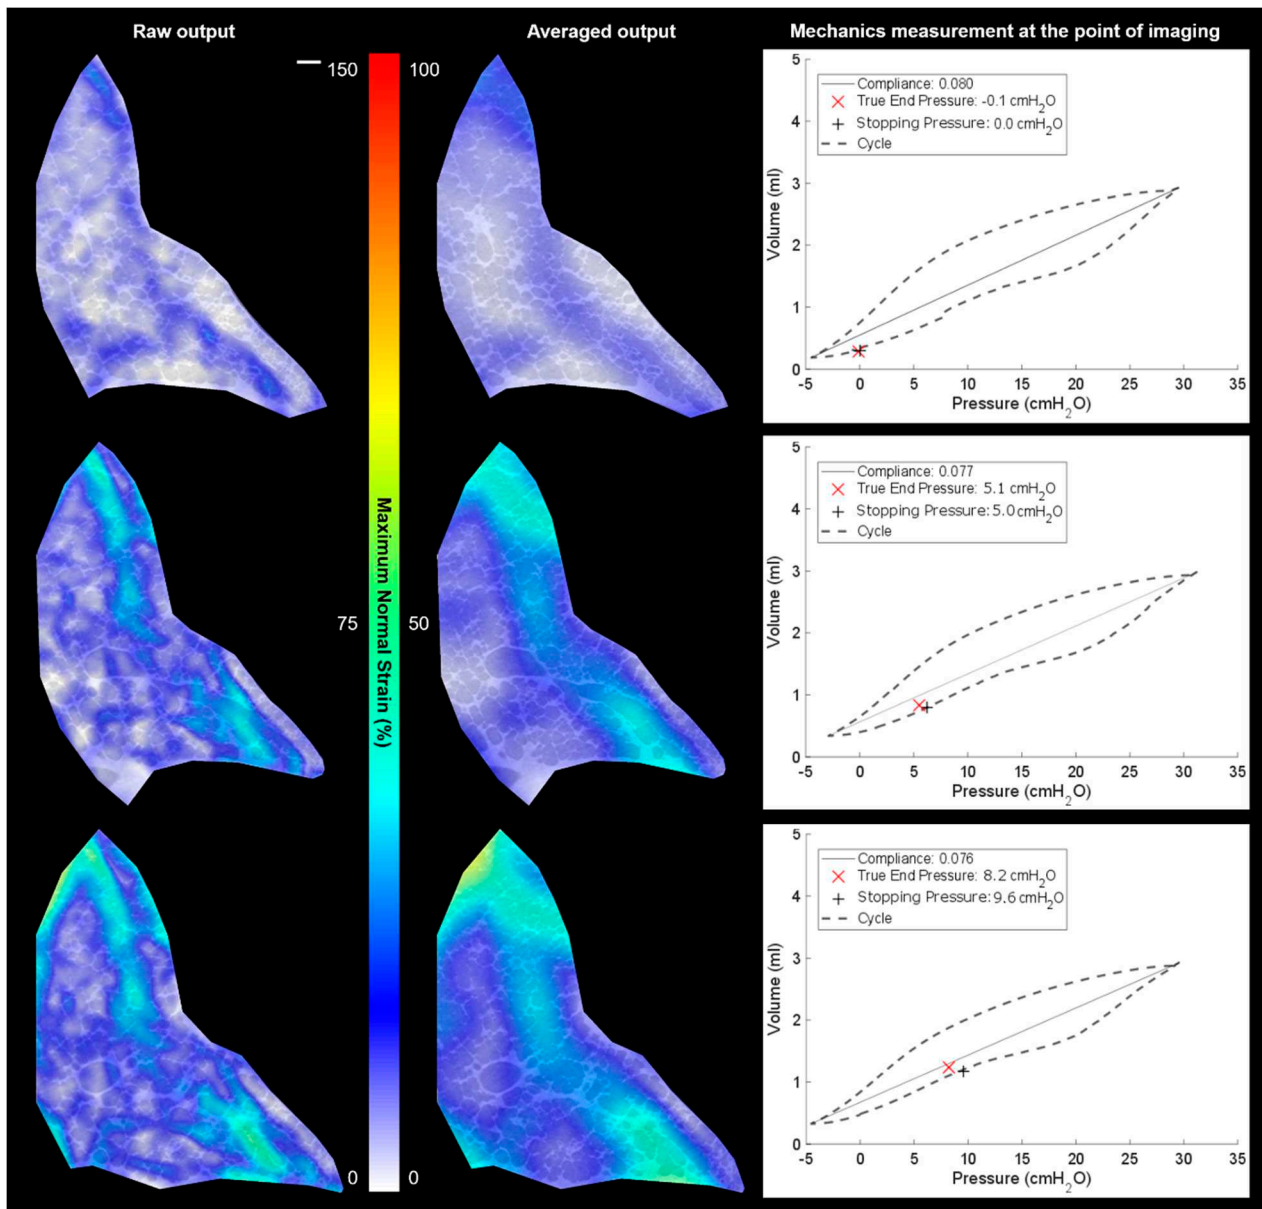 Raw output
Averaged output
Mechanics measurement at the point of imaging
150
100
75
50
0
0
Maximum Normal Strain (%)
5
4
3
2
1
0
Volume (ml)
Compliance: 0.080
True End Pressure: -0.1 cmH2O
Stopping Pressure: 0.0 cmH2O
Cycle
-5 0 5 10 15 20 25 30 35
Pressure (cmH2O)
5
4
3
2
1
0
Volume (ml)
Compliance: 0.077
True End Pressure: 5.1 cmH2O
Stopping Pressure: 5.0 cmH2O
Cycle
-5 0 5 10 15 20 25 30 35
Pressure (cmH2O)
5
4
3
2
1
0
Volume (ml)
Compliance: 0.076
True End Pressure: 8.2 cmH2O
Stopping Pressure: 9.6 cmH2O
Cycle
-5 0 5 10 15 20 25 30 35
Pressure (cmH2O)